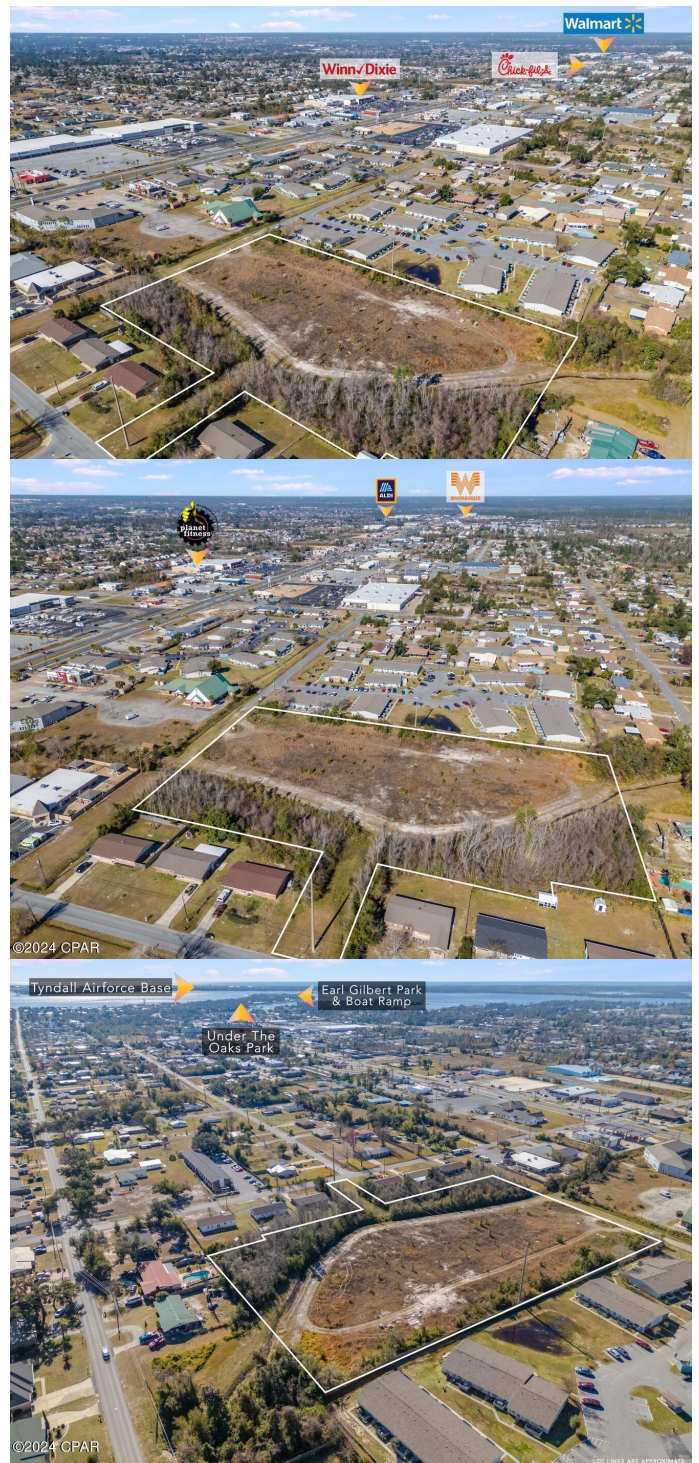 Walmart
Winn Dixie
Chick-fil-A
planet
fitness
ALDI
WHATABURGER
©2024 CPAR
Tyndall Airforce Base
Earl Gilbert Park
& Boat Ramp
Under The
Oaks Park
©2024 CPAR
LOT LINES ARE APPROXIMATE